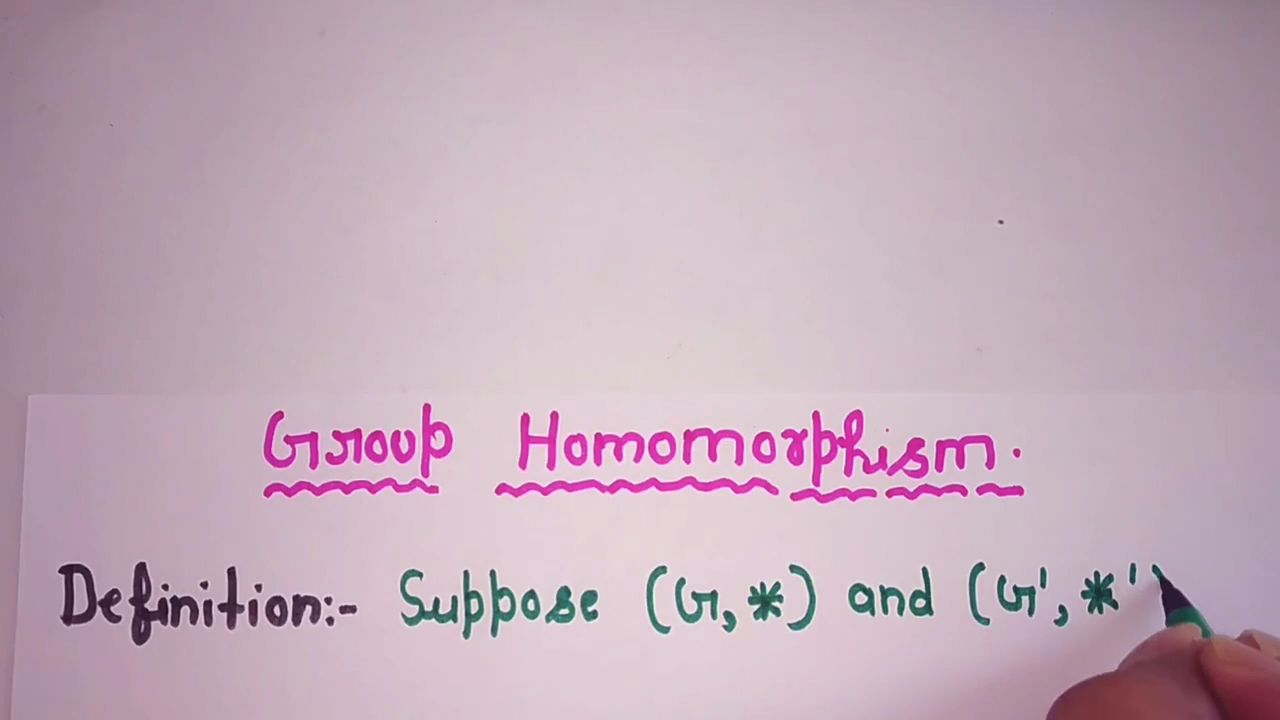 Group Homomorphism.
Definition:- Suppose (G, *) and (G', *')